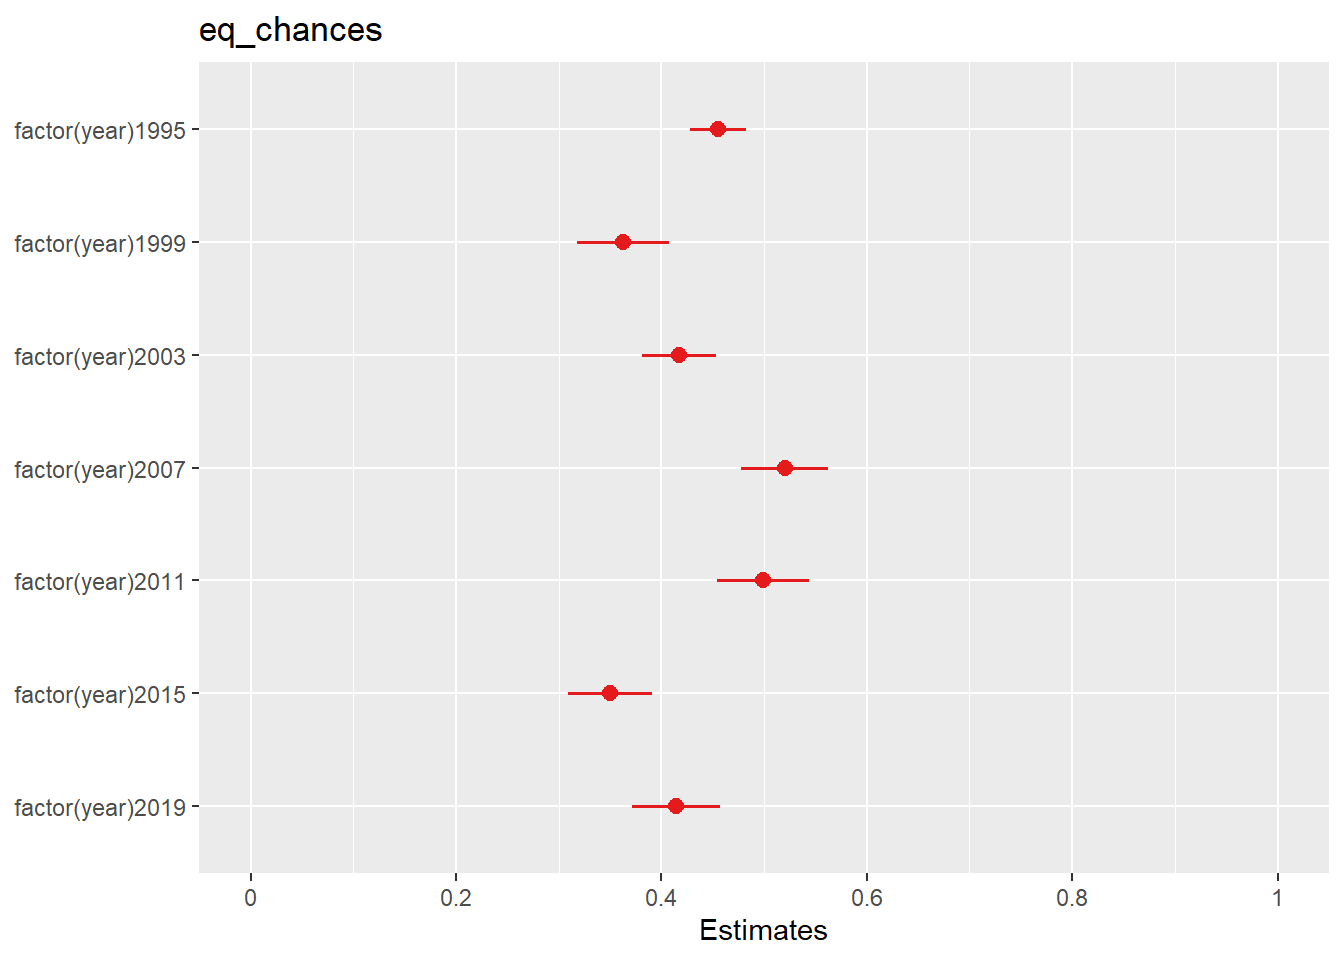 eq_chances
factor(year)1995
factor(year)1999
factor(year)2003
factor(year)2007
factor(year)2011
factor(year)2015
factor(year)2019
0 0.2 0.4 0.6 0.8 1
Estimates